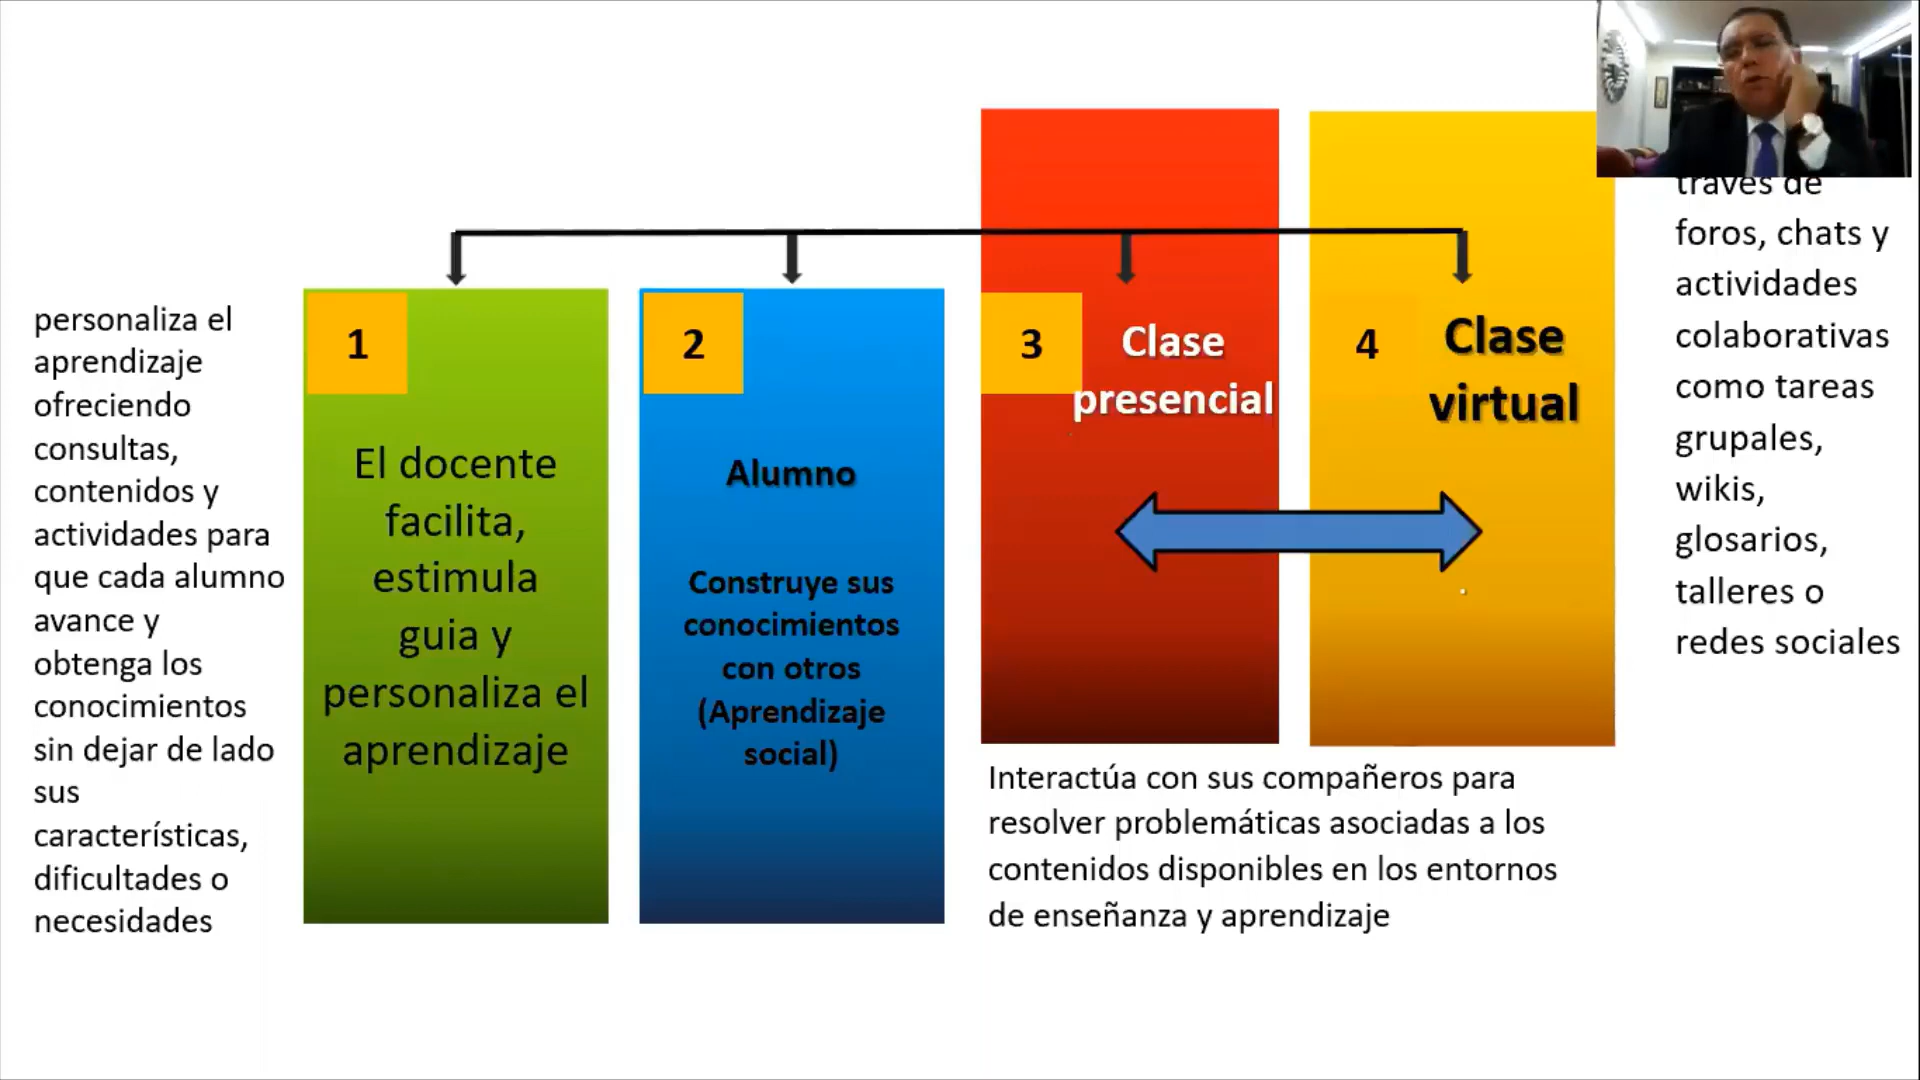 personaliza el
aprendizaje
ofreciendo
consultas,
contenidos y
actividades para
que cada alumno
avance y
obtenga los
conocimientos
sin dejar de lado
sus
características,
dificultades o
necesidades
1
El docente
facilita,
estimula
guia y
personaliza el
aprendizaje
2
Alumno
Construye sus
conocimientos
con otros
(Aprendizaje
social)
3
Clase
presencial
4
Clase
virtual
Interactúa con sus compañeros para
resolver problemáticas asociadas a los
contenidos disponibles en los entornos
de enseñanza y aprendizaje
través de
foros, chats y
actividades
colaborativas
como tareas
grupales,
wikis,
glosarios,
talleres o
redes sociales